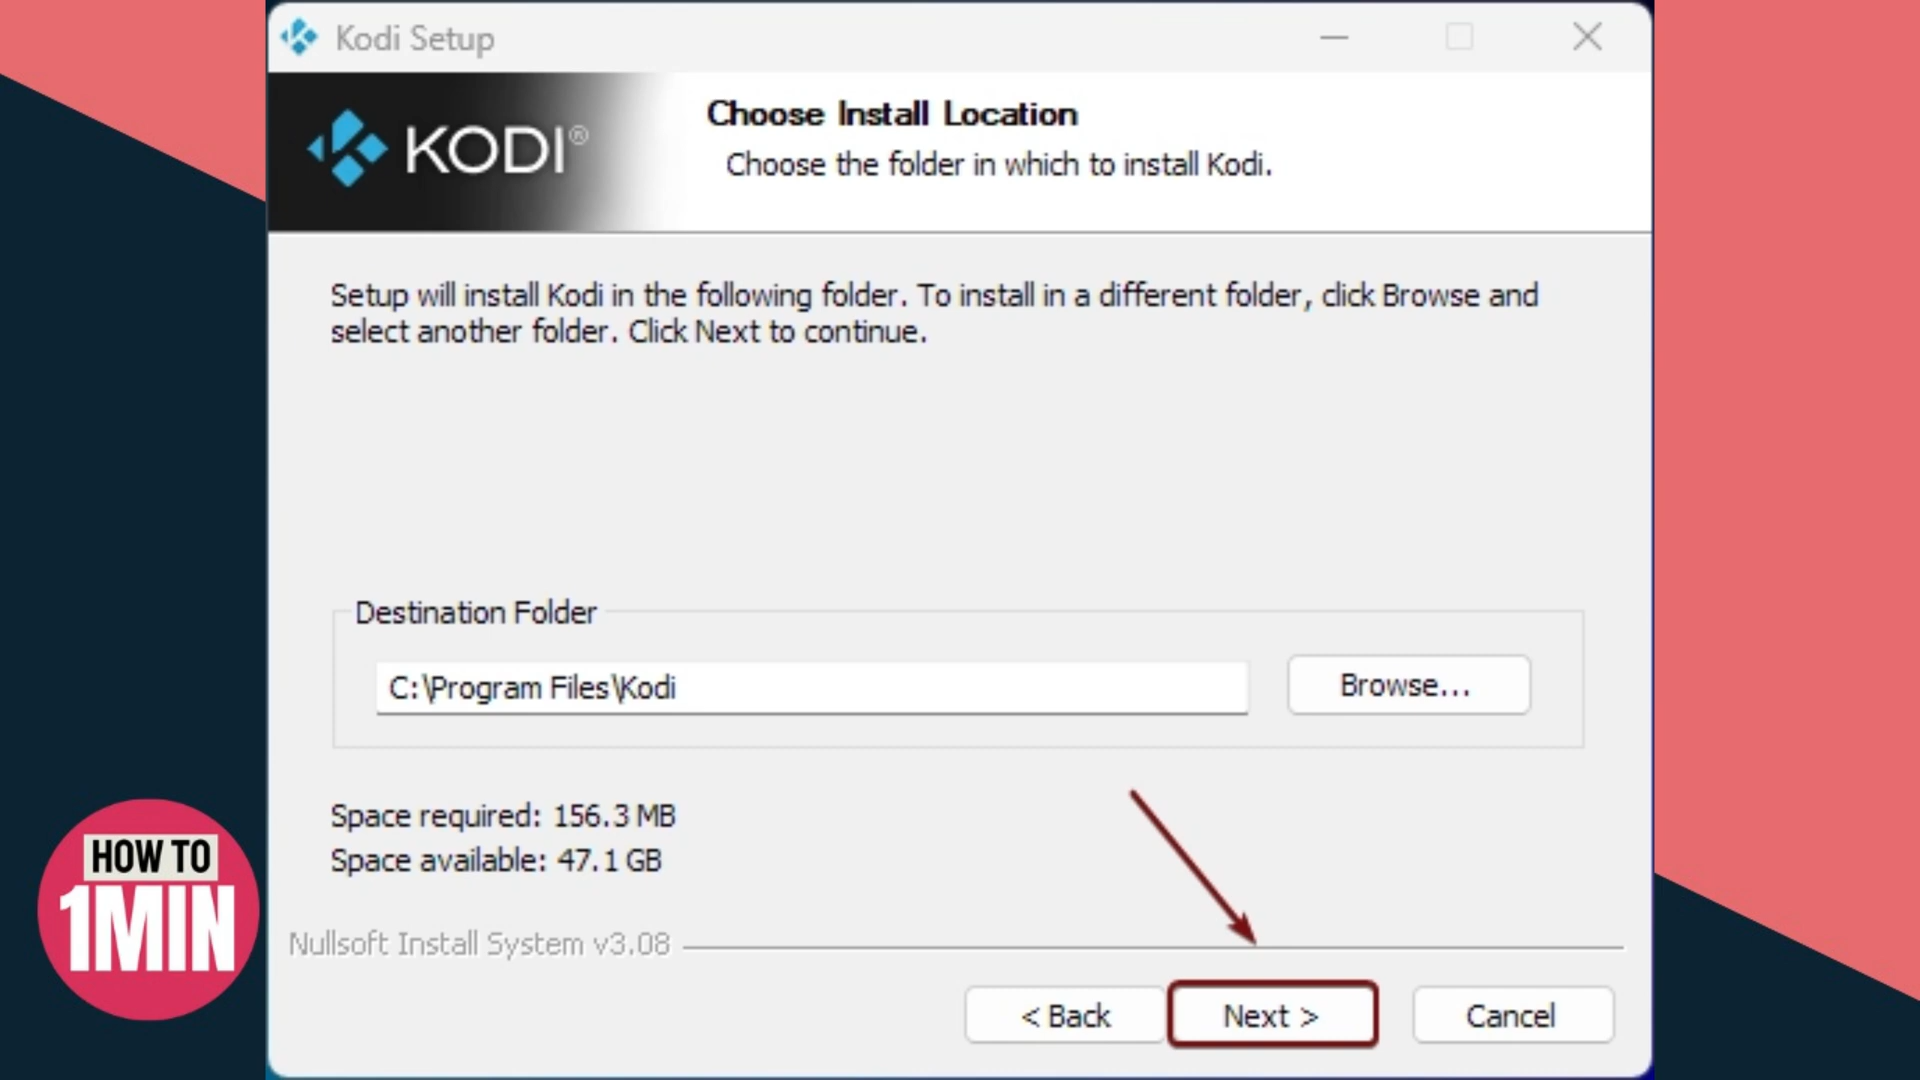 Kodi Setup
KODI®
Choose Install Location
Choose the folder in which to install Kodi.
Setup will install Kodi in the following folder. To install in a different folder, click Browse and
select another folder. Click Next to continue.
Destination Folder
C:\Program Files\Kodi
Browse...
Space required: 156.3 MB
Space available: 47.1 GB
Nullsoft Install System v3.08
< Back
Next >
Cancel
HOW TO
1MIN